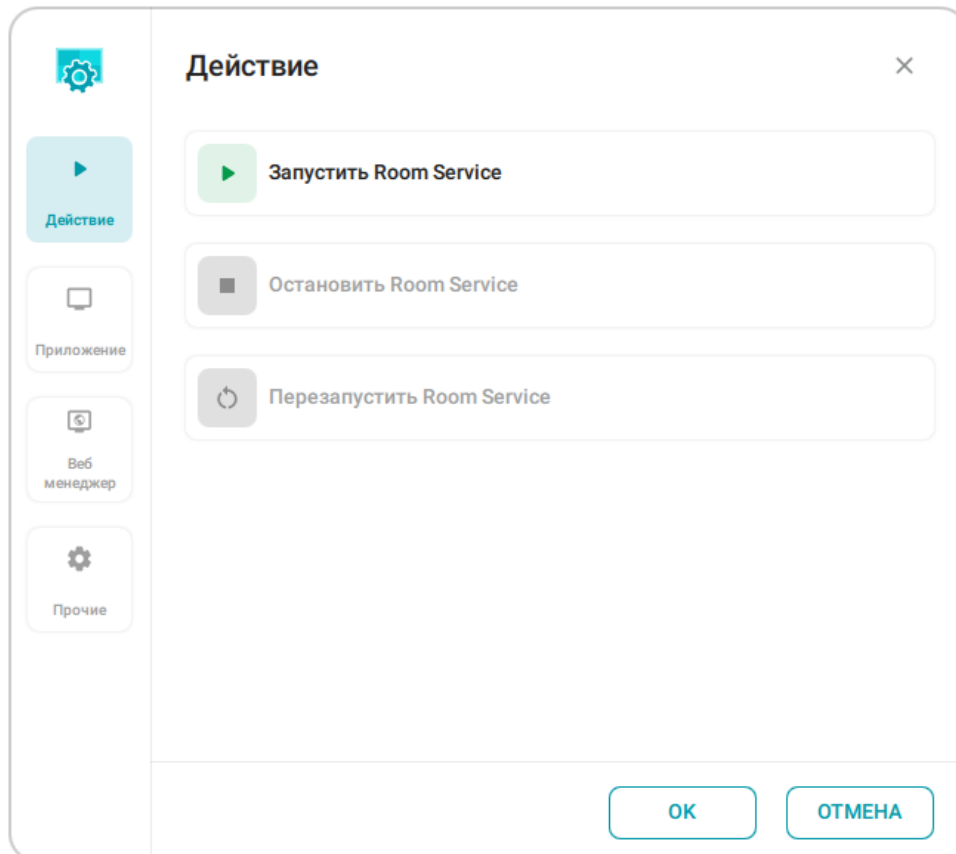 Действие
Запустить Room Service
Остановить Room Service
Перезапустить Room Service
Действие
Приложение
Веб
менеджер
Прочие
OK
ОТМЕНА